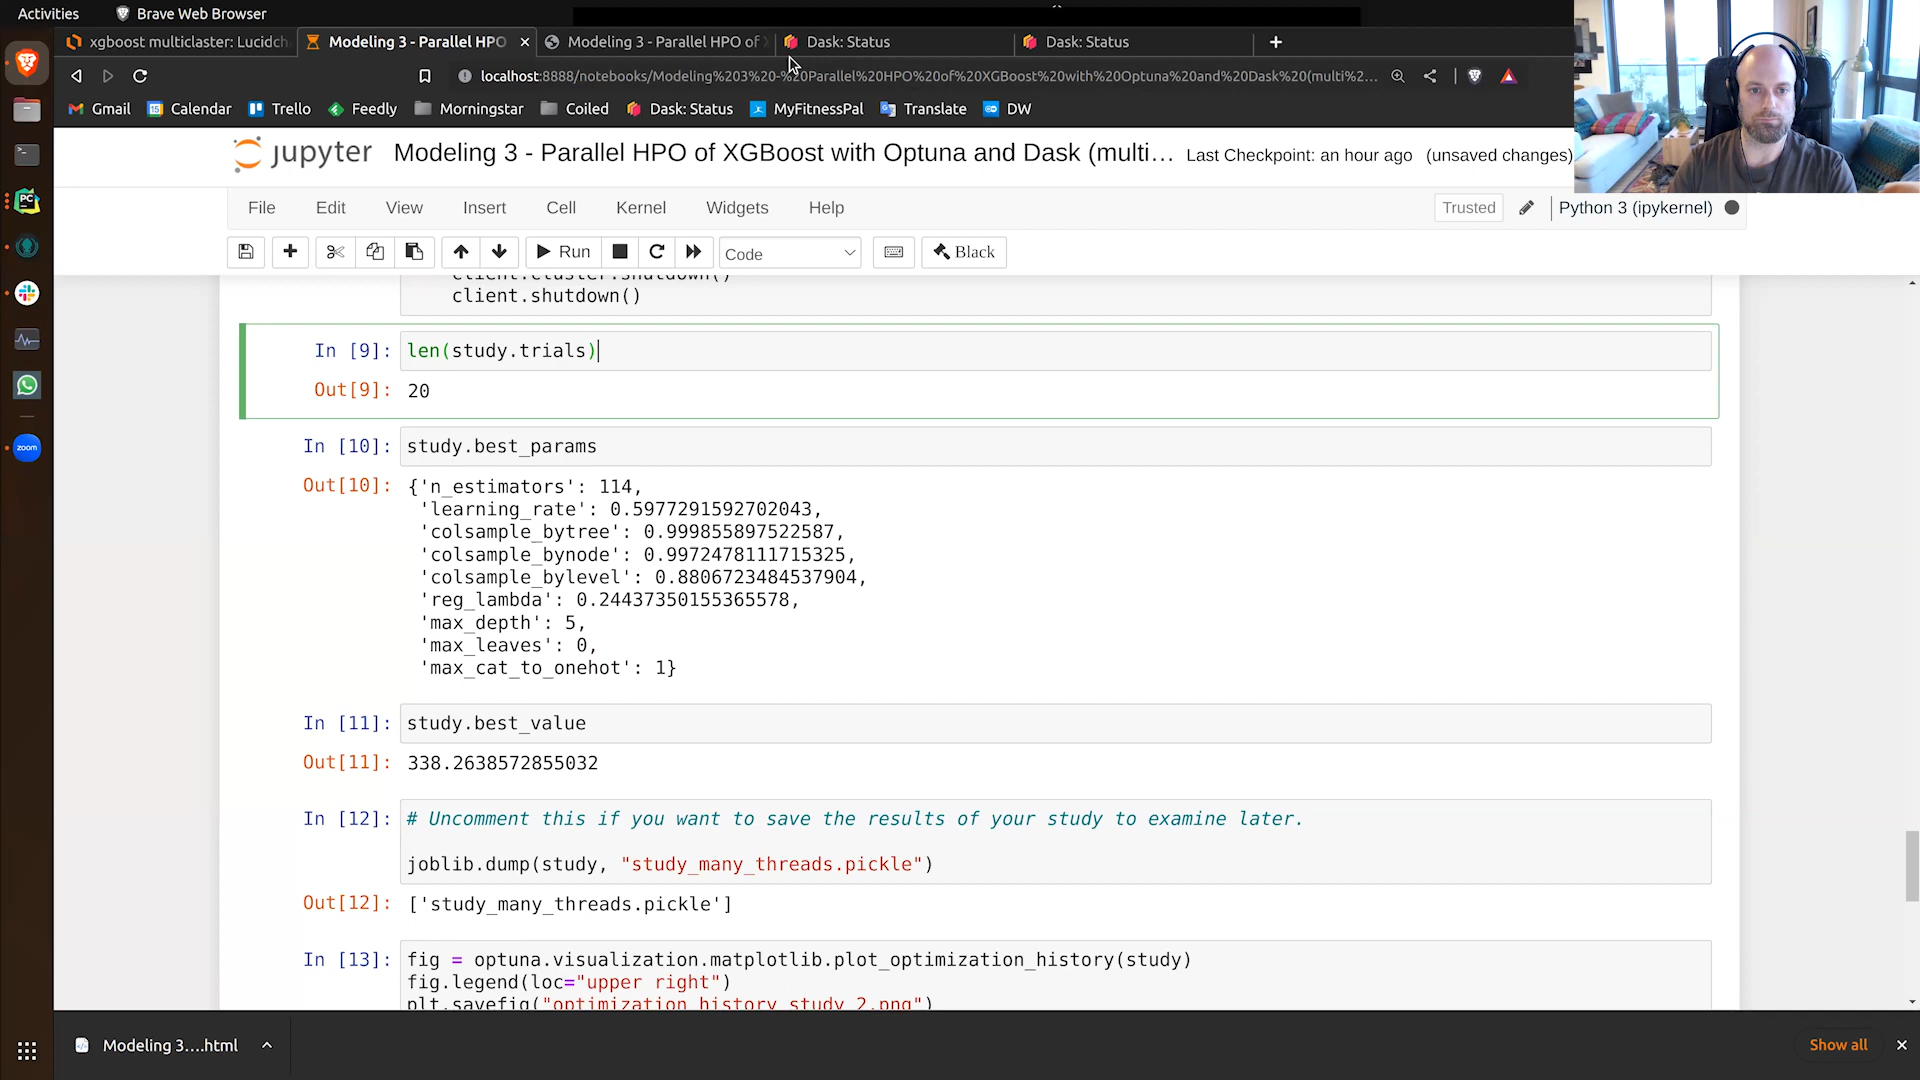 Activities
Brave Web Browser
xgboost multiclaster: Lucidch
Modeling 3 - Parallel HPO
Modeling 3 - Parallel HPO of
Dask: Status
Dask: Status
localhost:8888/notebooks/Modeling%203%20-%20Parallel%20HPO%20of%20XGBoost%20with%20Optuna%20and%20Dask%20(multi%2...
Gmail
Calendar
Trello
Feedly
Morningstar
Coiled
Dask: Status
MyFitnessPal
Translate
DW
jupyter
Modeling 3 - Parallel HPO of XGBoost with Optuna and Dask (multi...
Last Checkpoint: an hour ago (unsaved changes)
File
Edit
View
Insert
Cell
Kernel
Widgets
Help
Trusted
Python 3 (ipykernel)
Run
Code
Black
client.cluster.shutdown()
client.shutdown()
In [9]: len(study.trials)
Out[9]: 20
In [10]: study.best_params
Out[10]: {'n_estimators': 114,
'learning_rate': 0.5977291592702043,
'colsample_bytree': 0.999855897522587,
'colsample_bynode': 0.9972478111715325,
'colsample_bylevel': 0.8806723484537904,
'reg_lambda': 0.24437350155365578,
'max_depth': 5,
'max_leaves': 0,
'max_cat_to_onehot': 1}
In [11]: study.best_value
Out[11]: 338.2638572855032
In [12]: # Uncomment this if you want to save the results of your study to examine later.
joblib.dump(study, "study_many_threads.pickle")
Out[12]: ['study_many_threads.pickle']
In [13]: fig = optuna.visualization.matplotlib.plot_optimization_history(study)
fig.legend(loc="upper right")
plt.savefig("optimization_history_study_2.png")
Modeling 3....html
Show all
PC
zoom